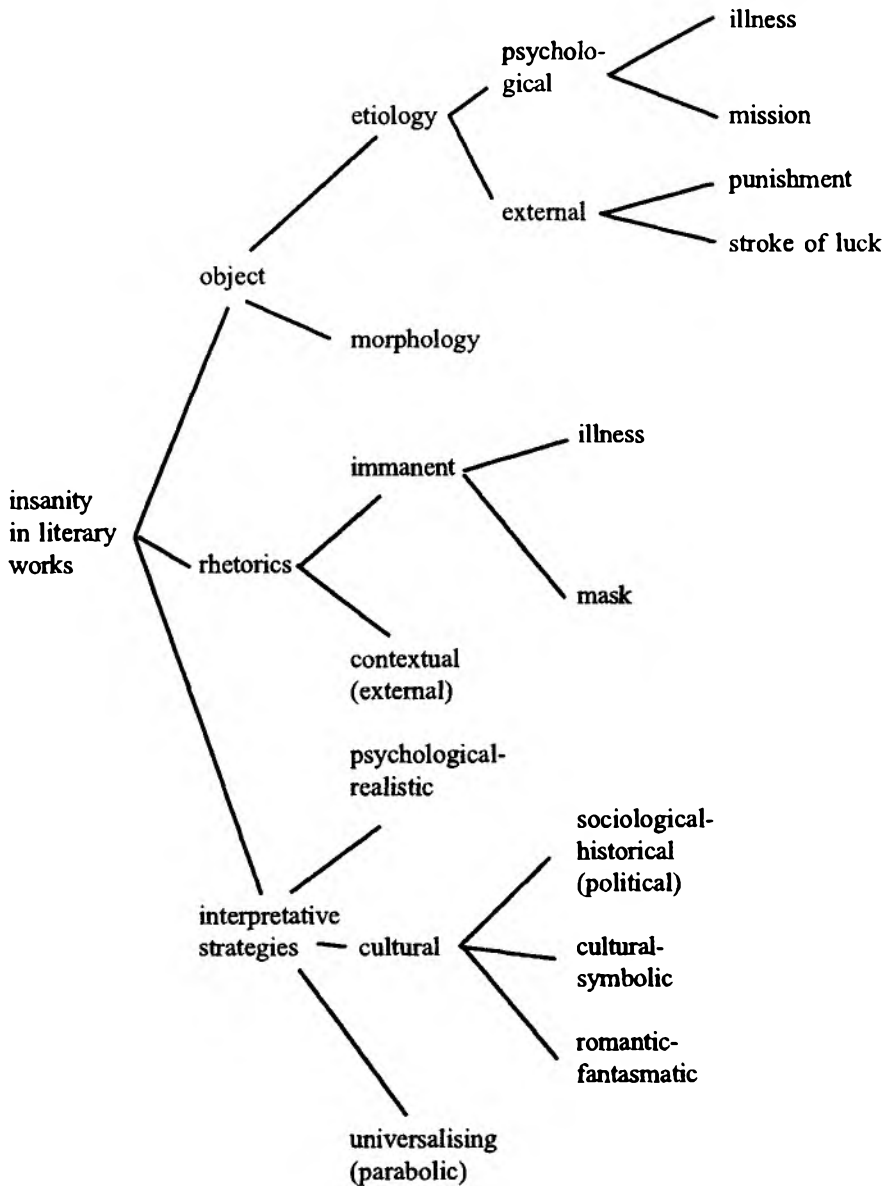 illness
psycholo-
gical
mission
etiology
punishment
external
stroke of luck
object
morphology
illness
immanent
insanity
in literary
works
rhetorics
mask
contextual
(external)
psychological-
realistic
sociological-
historical
(political)
interpretative
strategies
cultural
cultural-
symbolic
romantic-
fantasmatic
universalising
(parabolic)